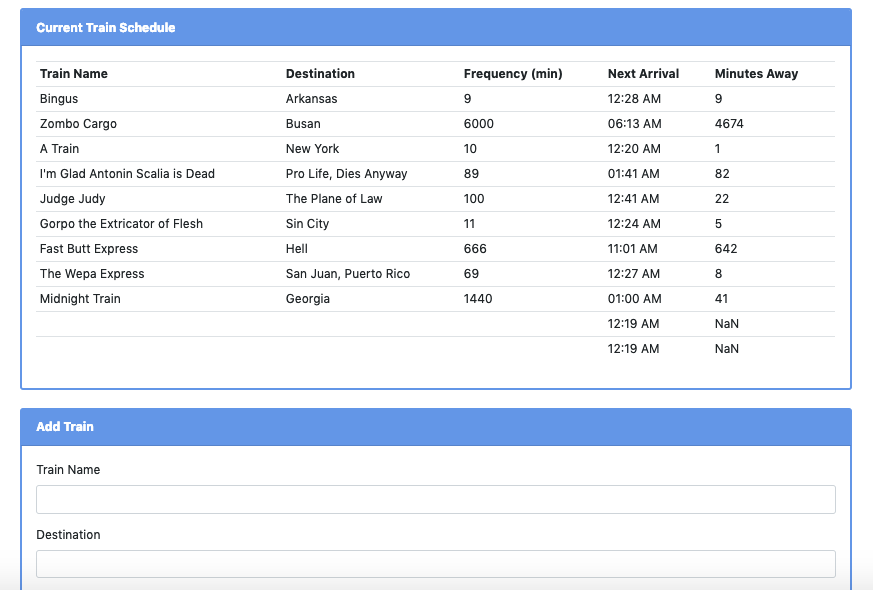 Current Train Schedule
Train Name Destination Frequency (min) Next Arrival Minutes Away
Bingus Arkansas 9 12:28 AM 9
Zombo Cargo Busan 6000 06:13 AM 4674
A Train New York 10 12:20 AM 1
I'm Glad Antonin Scalia is Dead Pro Life, Dies Anyway 89 01:41 AM 82
Judge Judy The Plane of Law 100 12:41 AM 22
Gorpo the Extricator of Flesh Sin City 11 12:24 AM 5
Fast Butt Express Hell 666 11:01 AM 642
The Wepa Express San Juan, Puerto Rico 69 12:27 AM 8
Midnight Train Georgia 1440 01:00 AM 41
12:19 AM NaN
12:19 AM NaN
Add Train
Train Name
Destination